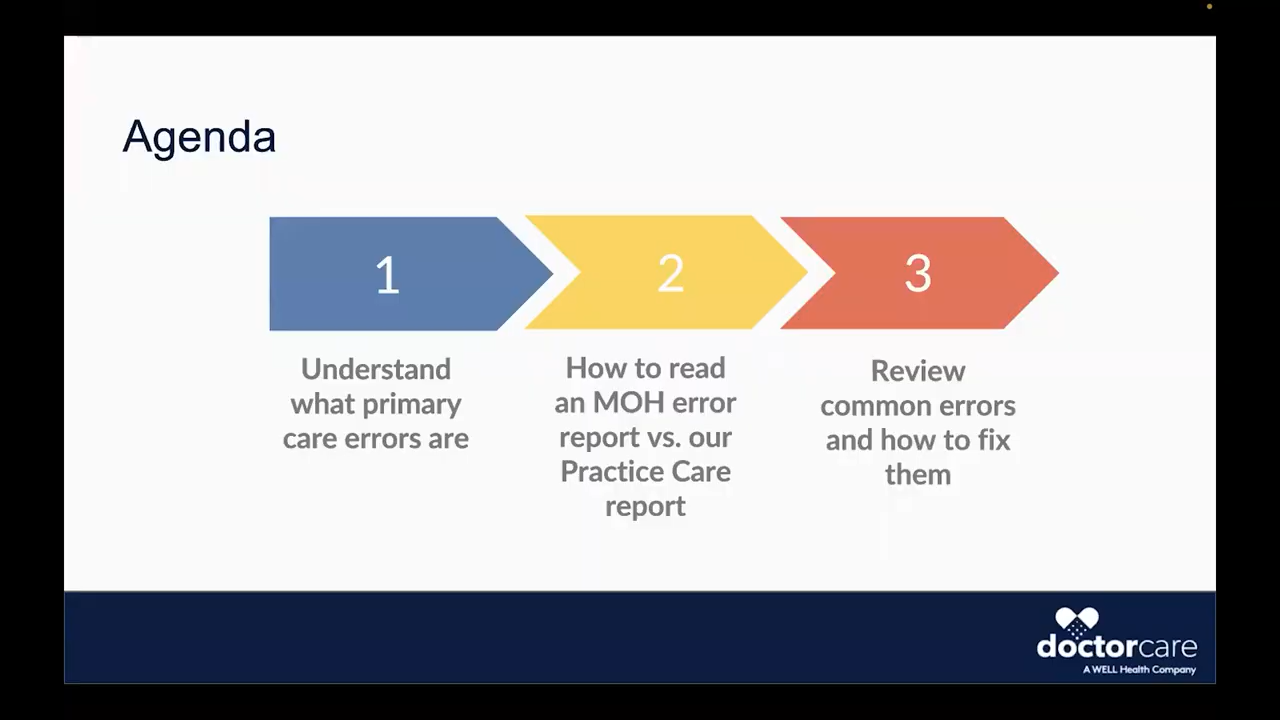 Agenda
1
2
3
Understand
what primary
care errors are
How to read
an MOH error
report vs. our
Practice Care
report
Review
common errors
and how to fix
them
doctorcare
A WELL Health Company